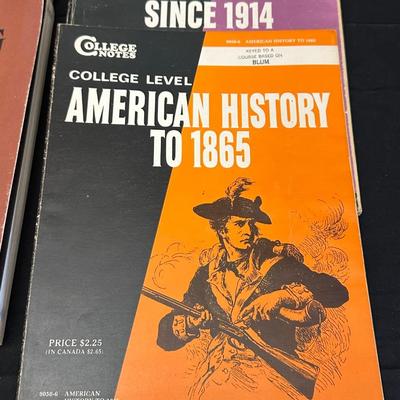 SINCE 1914
COLLEGE
NOTES
9058-6 AMERICAN HISTORY TO 1865
KEYED TO A
COURSE BASED ON
BLUM
COLLEGE LEVEL
AMERICAN HISTORY
TO 1865
PRICE $2.25
(IN CANADA $2.65)
9058-6 AMERICAN